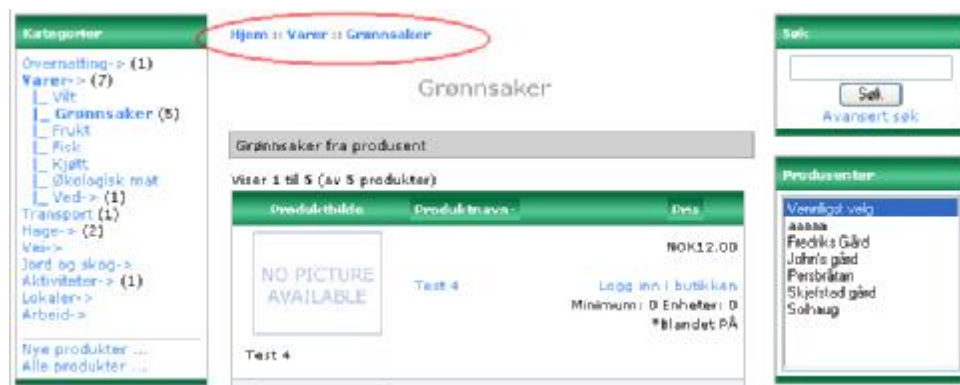 Kategorier
Overnatting-> (1)
Varer-> (7)
|_ Vilt
|_ Grønnsaker (5)
|_ Frukt
|_ Fisk
|_ Kjøtt
|_ Økologisk mat
|_ Ved-> (1)
Transport (1)
Hage-> (2)
Vei->
Jord og skog->
Aktiviteter-> (1)
Lokaler->
Arbeid->
Nye produkter ...
Alle produkter ...
Hjem :: Varer :: Grønnsaker
Grønnsaker
Grønnsaker fra produsent
Viser 1 til 5 (av 5 produkter)
Produktbilde Produktnavn- Pris
NO PICTURE
AVAILABLE
Test 4
NOK12.00
Logg inn i butikken
Minimum: 0 Enheter: 0
*Blandet PÅ
Test 4
Søk
Søk
Avansert søk
Produsenter
Vennligst velg
aaaaa
Fredriks Gård
John's gård
Persbråtan
Skjefstad gård
Solhaug